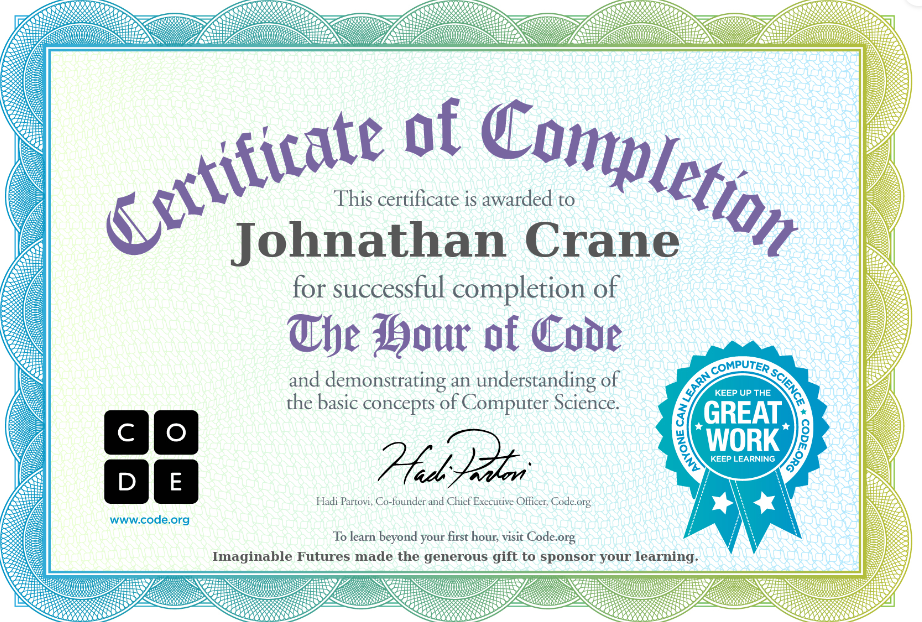 Certificate of Completion
This certificate is awarded to
Johnathan Crane
for successful completion of
The Hour of Code
and demonstrating an understanding of
the basic concepts of Computer Science.
C O
D E
www.code.org
Hadi Partovi
Hadi Partovi, Co-founder and Chief Executive Officer, Code.org
To learn beyond your first hour, visit Code.org
Imaginable Futures made the generous gift to sponsor your learning.
ANYONE CAN LEARN COMPUTER SCIENCE ★ CODE.ORG
KEEP UP THE
GREAT
WORK
KEEP LEARNING